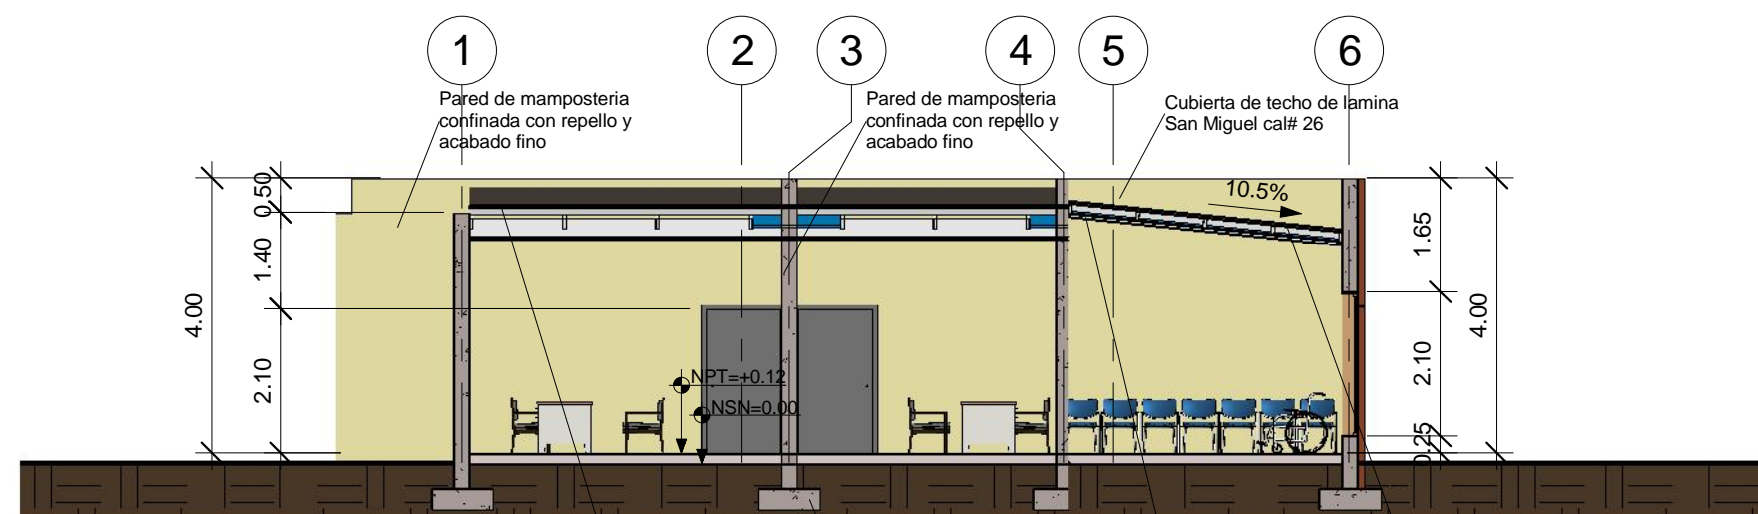 1
2
3
4
5
6
Pared de mamposteria
confinada con repello y
acabado fino
Pared de mamposteria
confinada con repello y
acabado fino
Cubierta de techo de lamina
San Miguel cal# 26
10.5%
0.50
1.40
4.00
2.10
1.65
4.00
2.10
0.25
NPT=+0.12
NSN=0.00